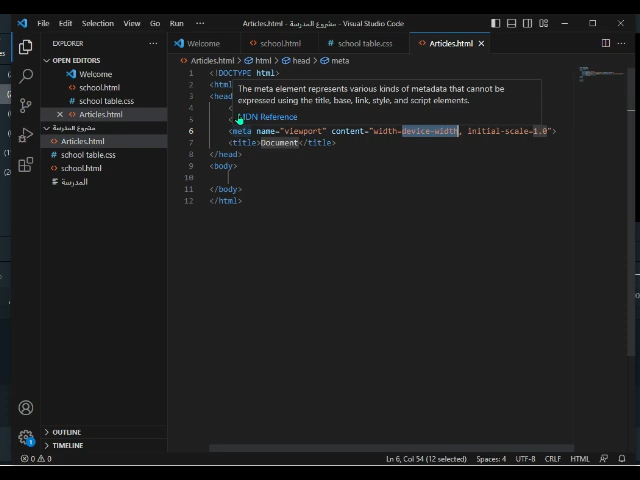 File Edit Selection View Go Run ··· Articles.html - مشروع المدرسة - Visual Studio Code
EXPLORER ···
Welcome school.html school table.css Articles.html
OPEN EDITORS
Welcome
school.html
school table.css
Articles.html
مشروع المدرسة
Articles.html
school table.css
school.html
المدرسة
OUTLINE
TIMELINE
Articles.html > html > head > meta
1 <!DOCTYPE html>
2 <html
3 <head
4 <
5 <
6 <meta name="viewport" content="width=device-width, initial-scale=1.0">
7 <title>Document</title>
8 </head>
9 <body>
10
11 </body>
12 </html>
The meta element represents various kinds of metadata that cannot be
expressed using the title, base, link, style, and script elements.
MDN Reference
0 0 Ln 6, Col 54 (12 selected) Spaces: 4 UTF-8 CRLF HTML